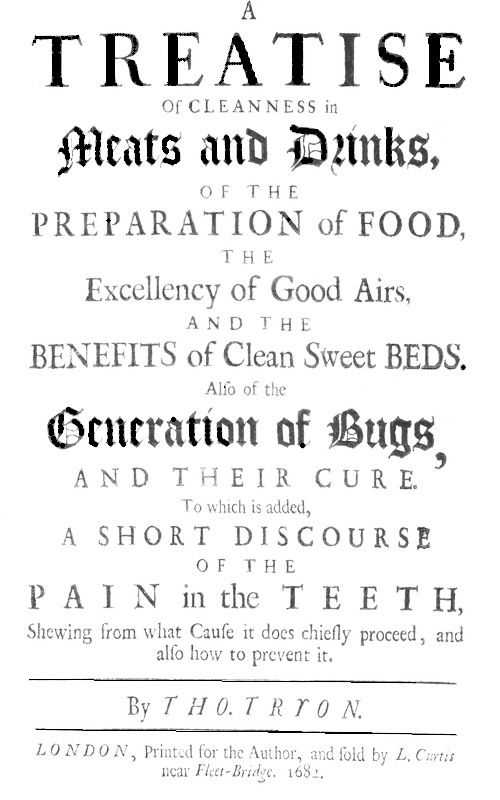 A
TREATISE
Of CLEANNESS in
Meats and Drinks,
OF THE
PREPARATION of FOOD,
THE
Excellency of Good Airs,
AND THE
BENEFITS of Clean Sweet BEDS.
Alſo of the
Generation of Bugs,
AND THEIR CURE.
To which is added,
A SHORT DISCOURSE
OF THE
PAIN in the TEETH,
Shewing from what Cauſe it does chiefly proceed, and
alſo how to prevent it.
By THO. TRYON.
LONDON, Printed for the Author, and ſold by L. Curtis
near Fleet-Bridge. 1682.